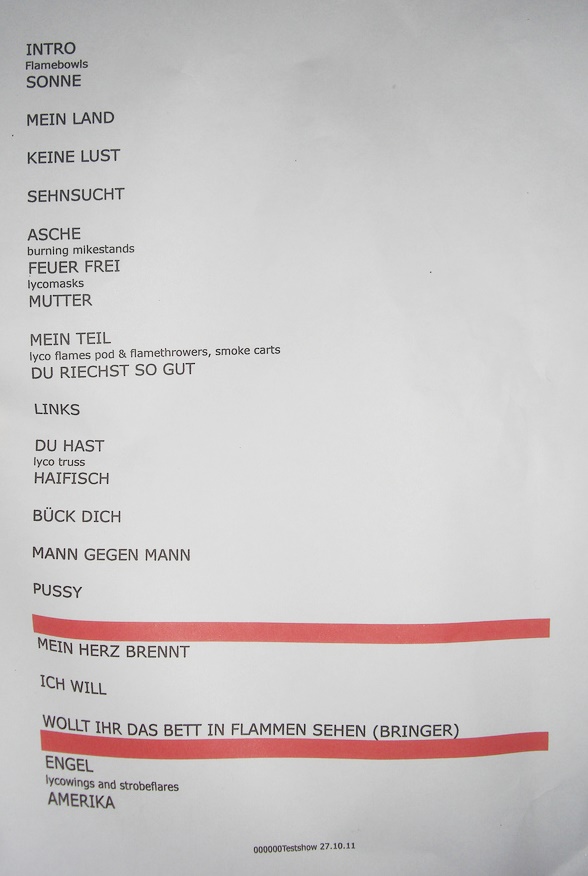 INTRO
Flamebowls
SONNE
MEIN LAND
KEINE LUST
SEHNSUCHT
ASCHE
burning mikestands
FEUER FREI
lycomasks
MUTTER
MEIN TEIL
lyco flames pod & flamethrowers, smoke carts
DU RIECHST SO GUT
LINKS
DU HAST
lyco truss
HAIFISCH
BÜCK DICH
MANN GEGEN MANN
PUSSY
MEIN HERZ BRENNT
ICH WILL
WOLLT IHR DAS BETT IN FLAMMEN SEHEN (BRINGER)
ENGEL
lycowings and strobeflares
AMERIKA
000000Testshow 27.10.11